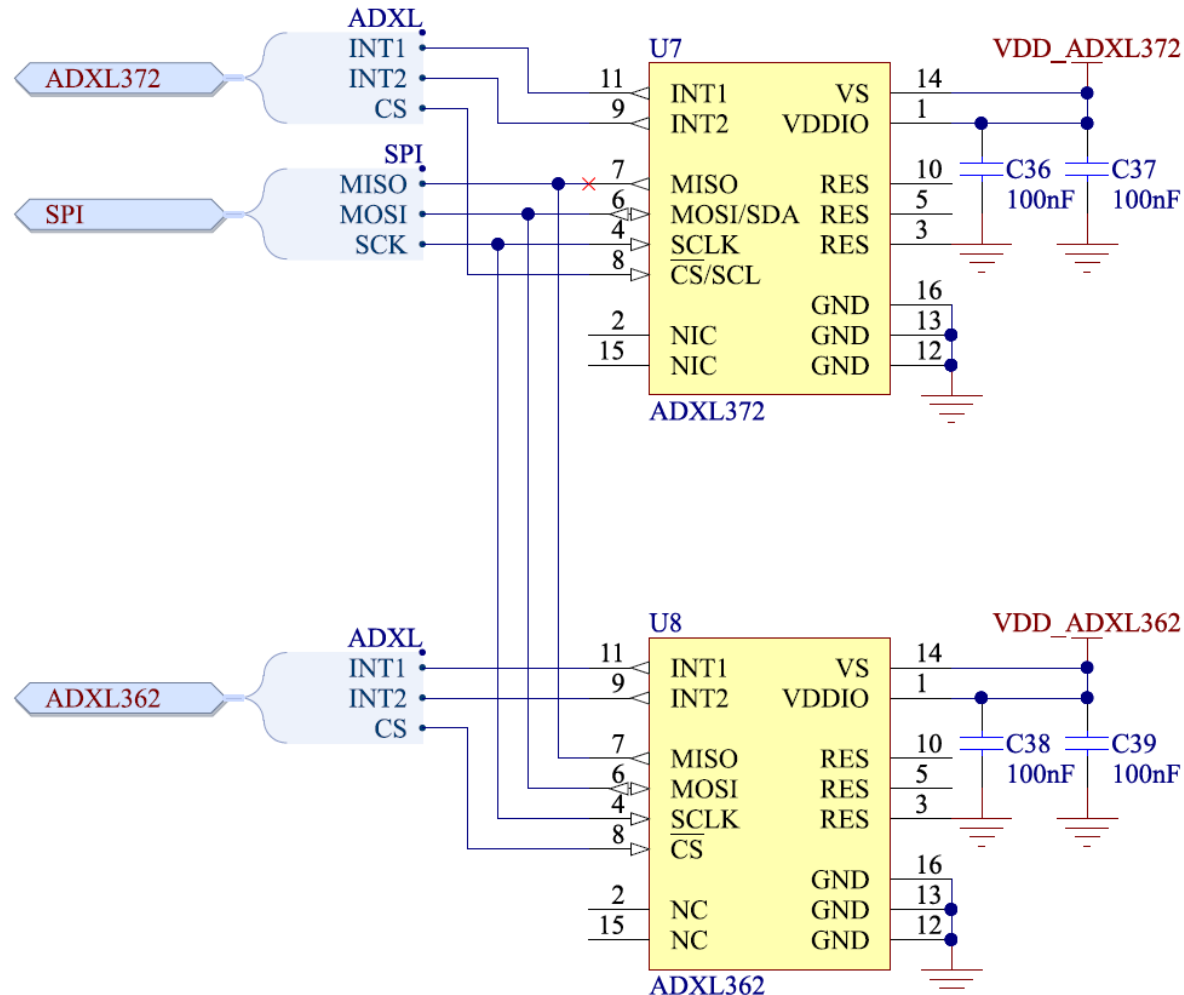 ADXL
INT1
INT2
CS
ADXL372
SPI
MISO
MOSI
SCK
SPI
U7
11 INT1
9 INT2
7 MISO
6 MOSI/SDA
4 SCLK
8 CS/SCL
2 NIC
15 NIC
VS 14
VDDIO 1
RES 10
RES 5
RES 3
GND 16
GND 13
GND 12
ADXL372
VDD_ADXL372
C36
100nF
C37
100nF
ADXL
INT1
INT2
CS
ADXL362
U8
11 INT1
9 INT2
7 MISO
6 MOSI
4 SCLK
8 CS
2 NC
15 NC
VS 14
VDDIO 1
RES 10
RES 5
RES 3
GND 16
GND 13
GND 12
ADXL362
VDD_ADXL362
C38
100nF
C39
100nF